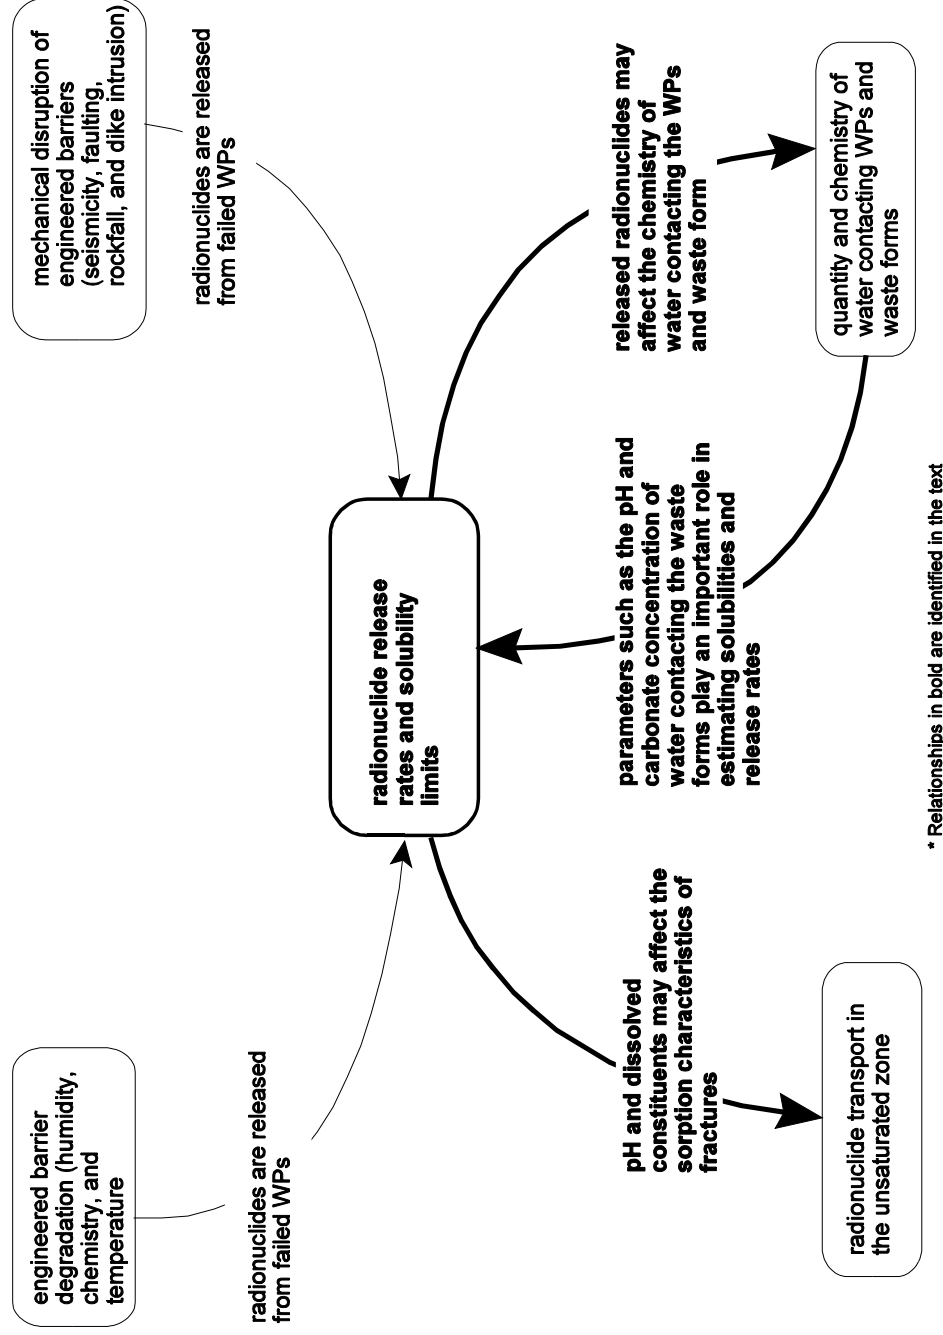 engineered barrier
degradation (humidity,
chemistry, and
temperature
mechanical disruption of
engineered barriers
(seismicity, faulting,
rockfall, and dike intrusion)
radionuclides are released
from failed WPs
radionuclides are released
from failed WPs
radionuclide release
rates and solubility
limits
pH and dissolved
constituents may affect the
sorption characteristics of
fractures
parameters such as the pH and
carbonate concentration of
water contacting the waste
forms play an important role in
estimating solubilities and
release rates
released radionuclides may
affect the chemistry of
water contacting the WPs
and waste form
radionuclide transport in
the unsaturated zone
quantity and chemistry of
water contacting WPs and
waste forms
* Relationships in bold are identified in the text